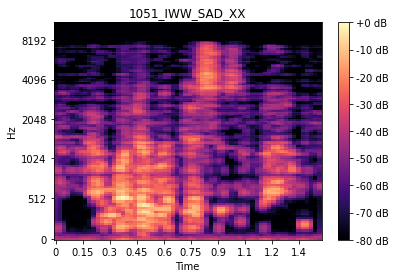 1051_IWW_SAD_XX
Hz
8192
4096
2048
1024
512
0
0 0.15 0.3 0.45 0.6 0.75 0.9 1.1 1.2 1.4
Time
+0 dB
-10 dB
-20 dB
-30 dB
-40 dB
-50 dB
-60 dB
-70 dB
-80 dB